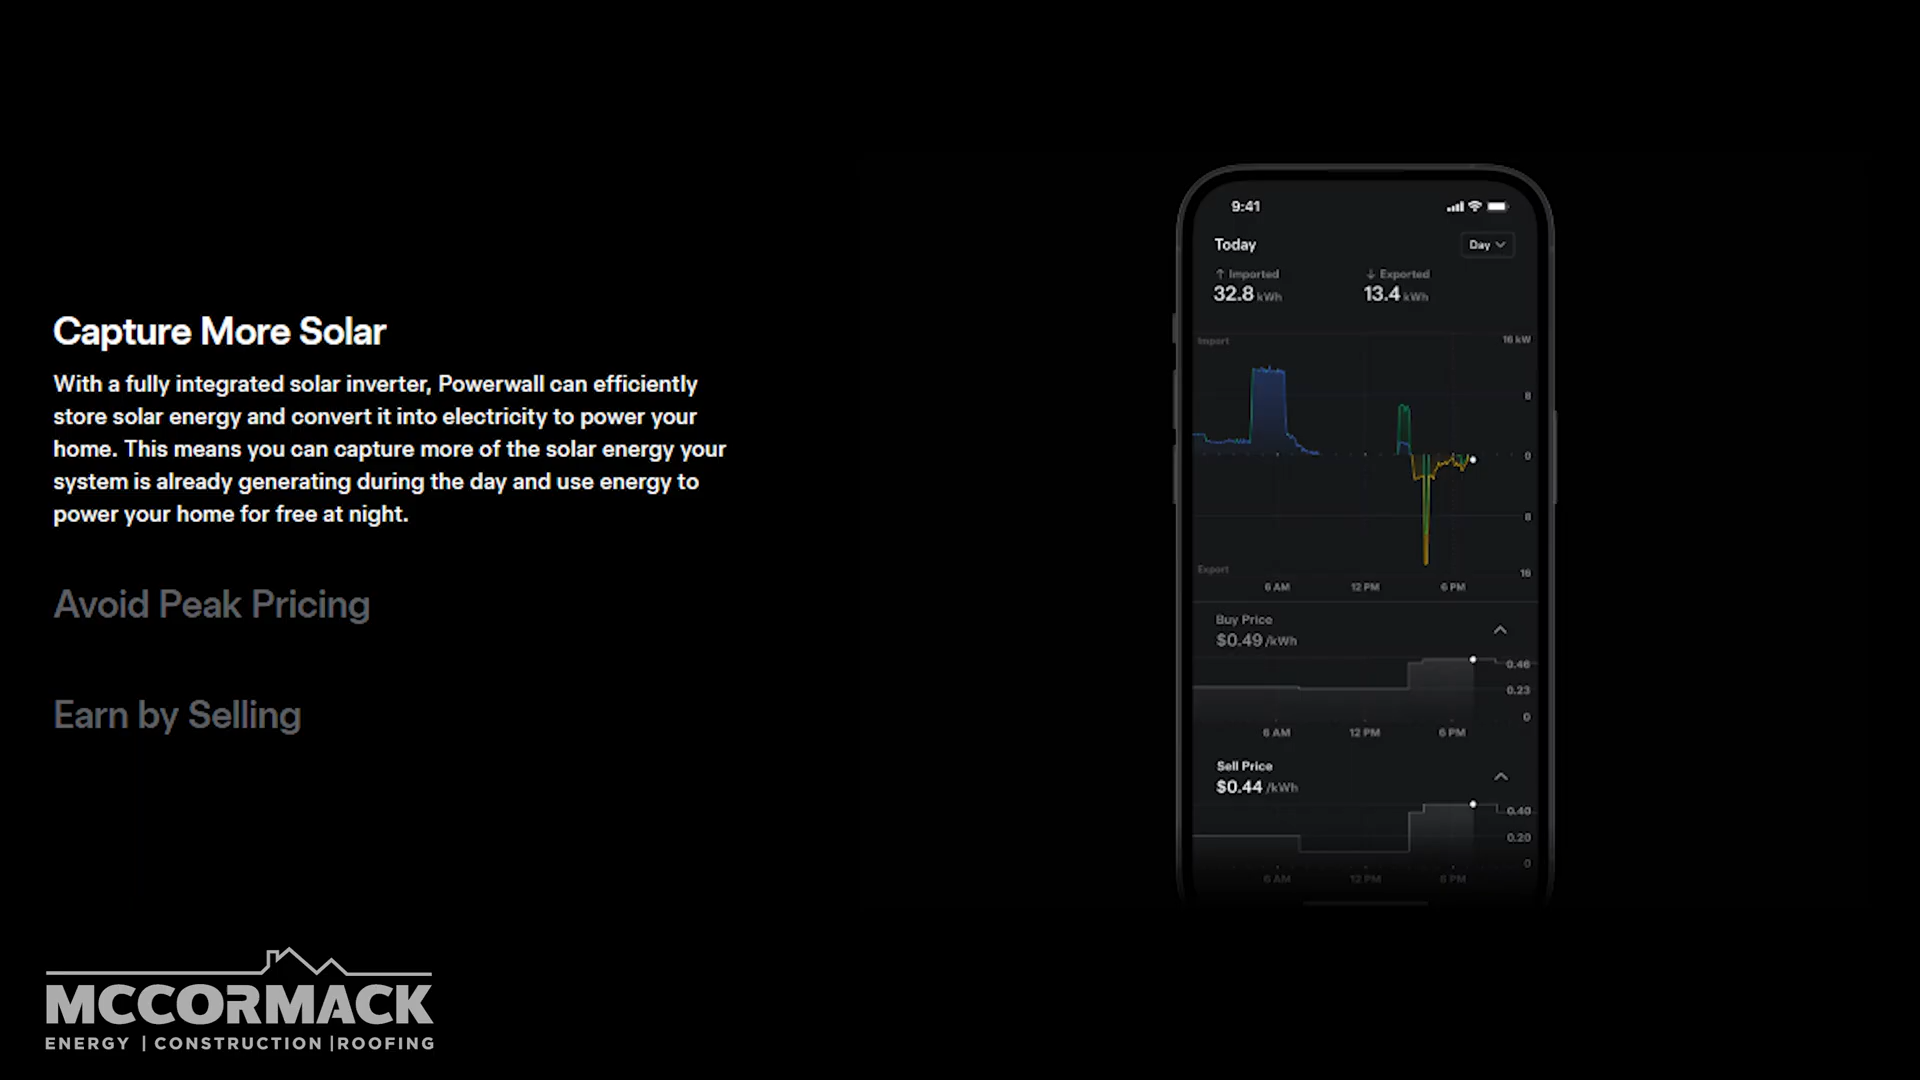 Capture More Solar
With a fully integrated solar inverter, Powerwall can efficiently
store solar energy and convert it into electricity to power your
home. This means you can capture more of the solar energy your
system is already generating during the day and use energy to
power your home for free at night.
Avoid Peak Pricing
Earn by Selling
MCCORMACK
ENERGY | CONSTRUCTION | ROOFING
9:41
Today
Day
↑ Imported
32.8 kWh
↓ Exported
13.4 kWh
Import
16 kW
8
0
8
Export
16
6 AM 12 PM 6 PM
Buy Price
$0.49 /kWh
0.46
0.23
0
6 AM 12 PM 6 PM
Sell Price
$0.44 /kWh
0.40
0.20
0
6 AM 12 PM 6 PM